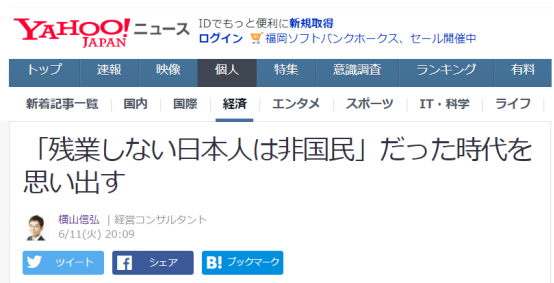 YAHOO! ニュース IDでもっと便利に新規取得
JAPAN ログイン 福岡ソフトバンクホークス、セール開催中
トップ 速報 映像 個人 特集 意識調査 ランキング 有料
新着記事一覧 国内 国際 経済 エンタメ スポーツ IT・科学 ライフ
「残業しない日本人は非国民」だった時代を
思い出す
横山信弘 | 経営コンサルタント
6/11(火) 20:09
ツイート f シェア B! ブックマーク